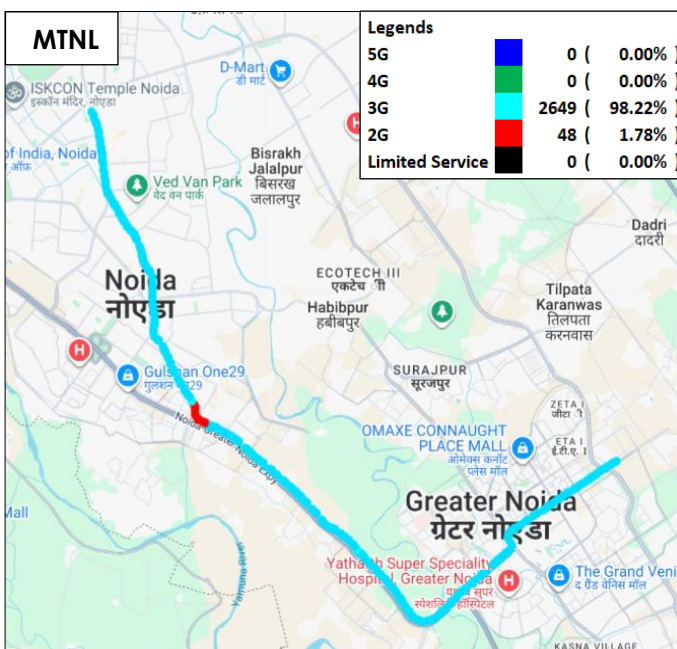 MTNL
Legends
5G 0 ( 0.00% )
4G 0 ( 0.00% )
3G 2649 ( 98.22% )
2G 48 ( 1.78% )
Limited Service 0 ( 0.00% )
D-Mart
डी मार्ट
ISKCON Temple Noida
इस्कॉन मंदिर, नोएडा
of India, Noida
ऑफ़
Bisrakh
Jalalpur
बिसरख
जलालपुर
Ved Van Park
वेद वन पार्क
Dadri
दादरी
Noida
नोएडा
ECOTECH III
Habibpur
हबीबपुर
Tilpata
Karanwas
तिलपता
करनवास
H
Gulshan One29
SURAJPUR
सूरजपुर
ZETA I
जीटा ी
Noida-Greater Noida Expy
OMAXE CONNAUGHT
PLACE MALL
ओमेक्स कनॉट
प्लेस मॉल
ETA I
ई.टी.ए. I
Greater Noida
ग्रेटर नोएडा
Mall
Yamuna River
Yatharth Super Speciality
Hospital, Greater Noida
H
The Grand Veni
द ग्रैंड वेनिस मॉल
KASNA VILLAGE